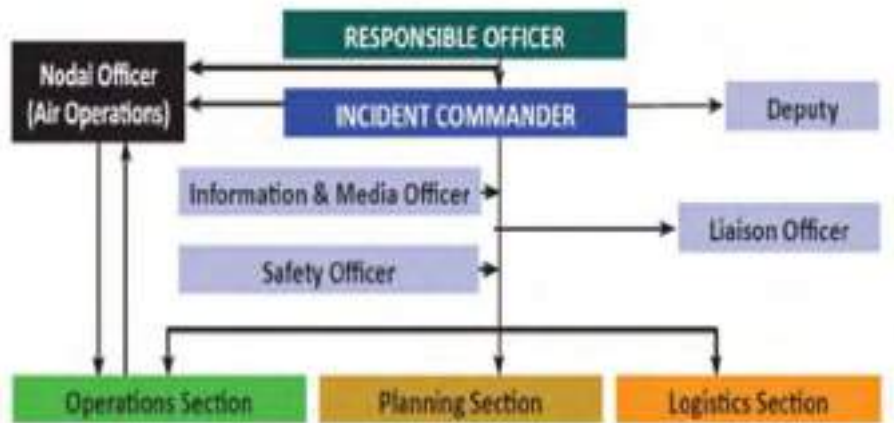 RESPONSIBLE OFFICER
Nodal Officer
(Air Operations)
INCIDENT COMMANDER
Deputy
Information & Media Officer
Liaison Officer
Safety Officer
Operations Section
Planning Section
Logistics Section